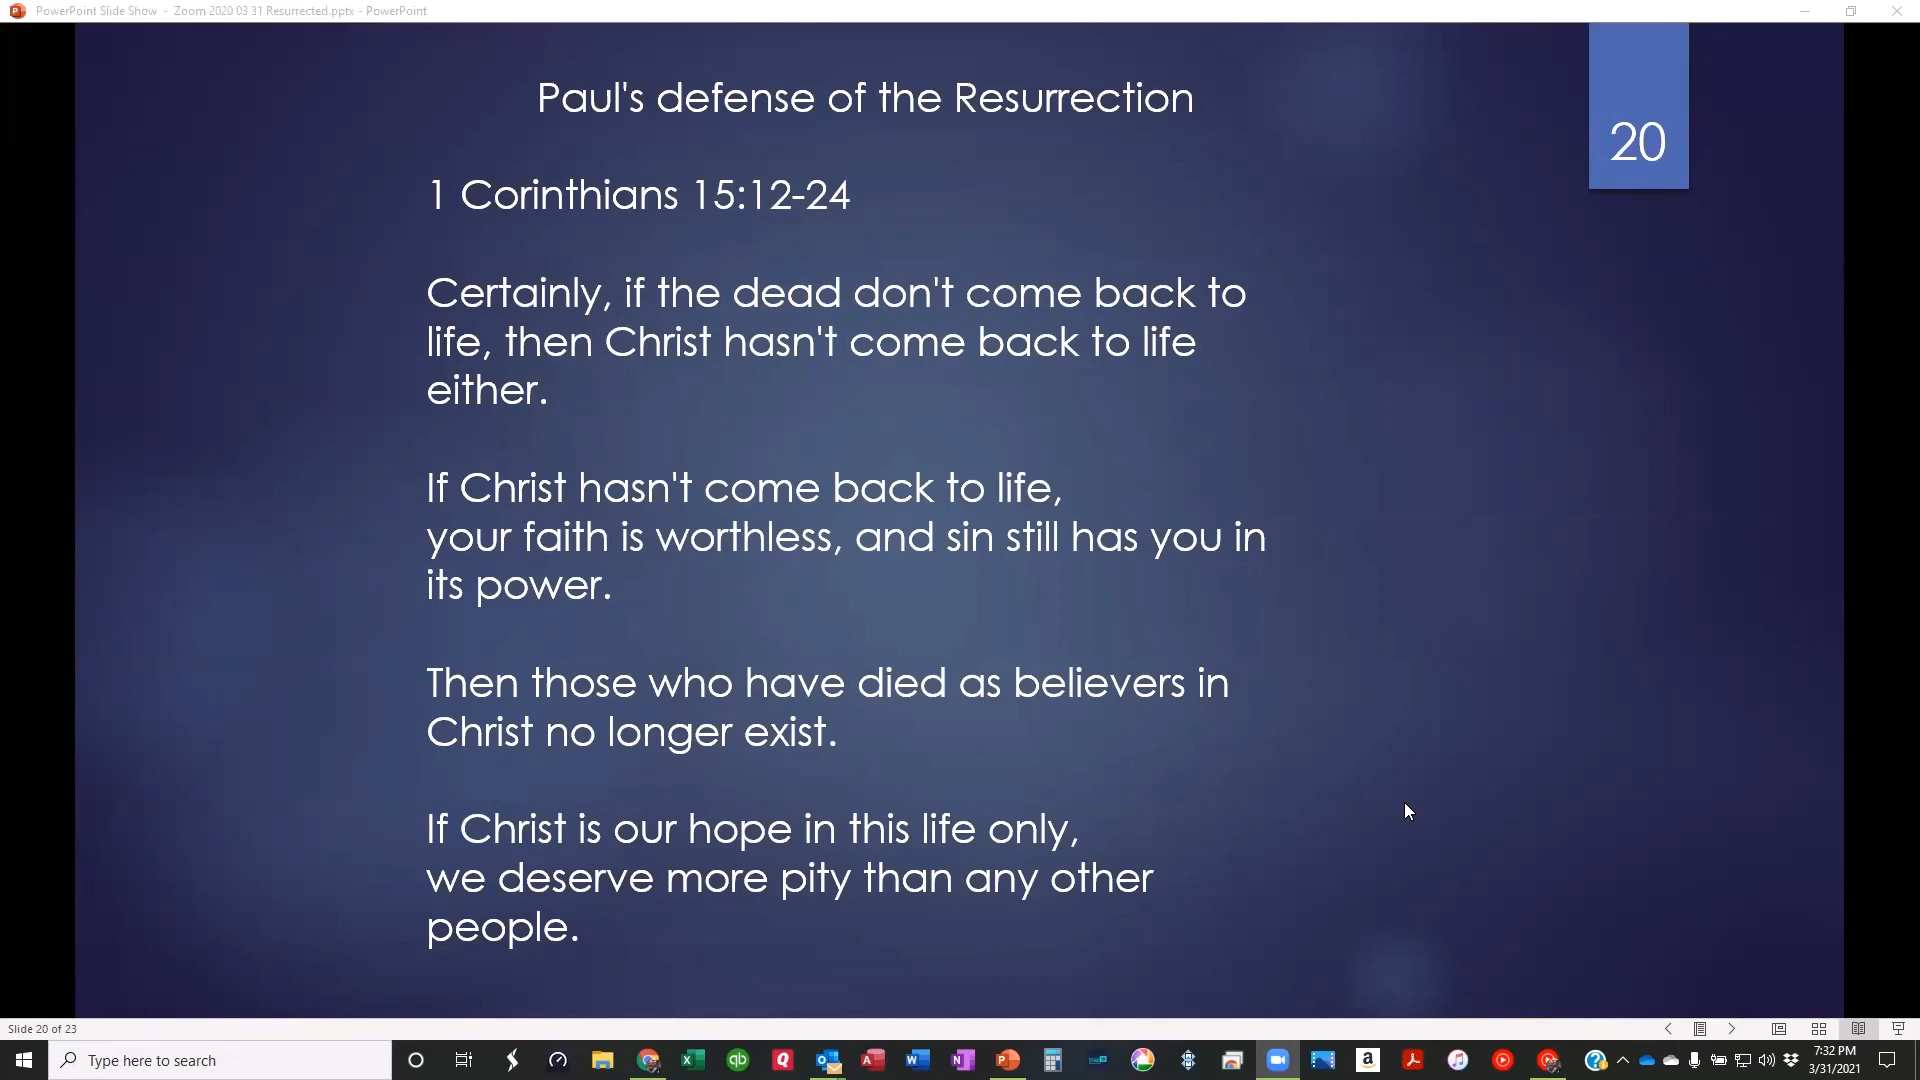 PowerPoint Slide Show - Zoom 2020 03 31 Resurrected.pptx - PowerPoint
Paul's defense of the Resurrection
20
1 Corinthians 15:12-24
Certainly, if the dead don't come back to
life, then Christ hasn't come back to life
either.
If Christ hasn't come back to life,
your faith is worthless, and sin still has you in
its power.
Then those who have died as believers in
Christ no longer exist.
If Christ is our hope in this life only,
we deserve more pity than any other
people.
Slide 20 of 23
Type here to search
7:32 PM
3/31/2021